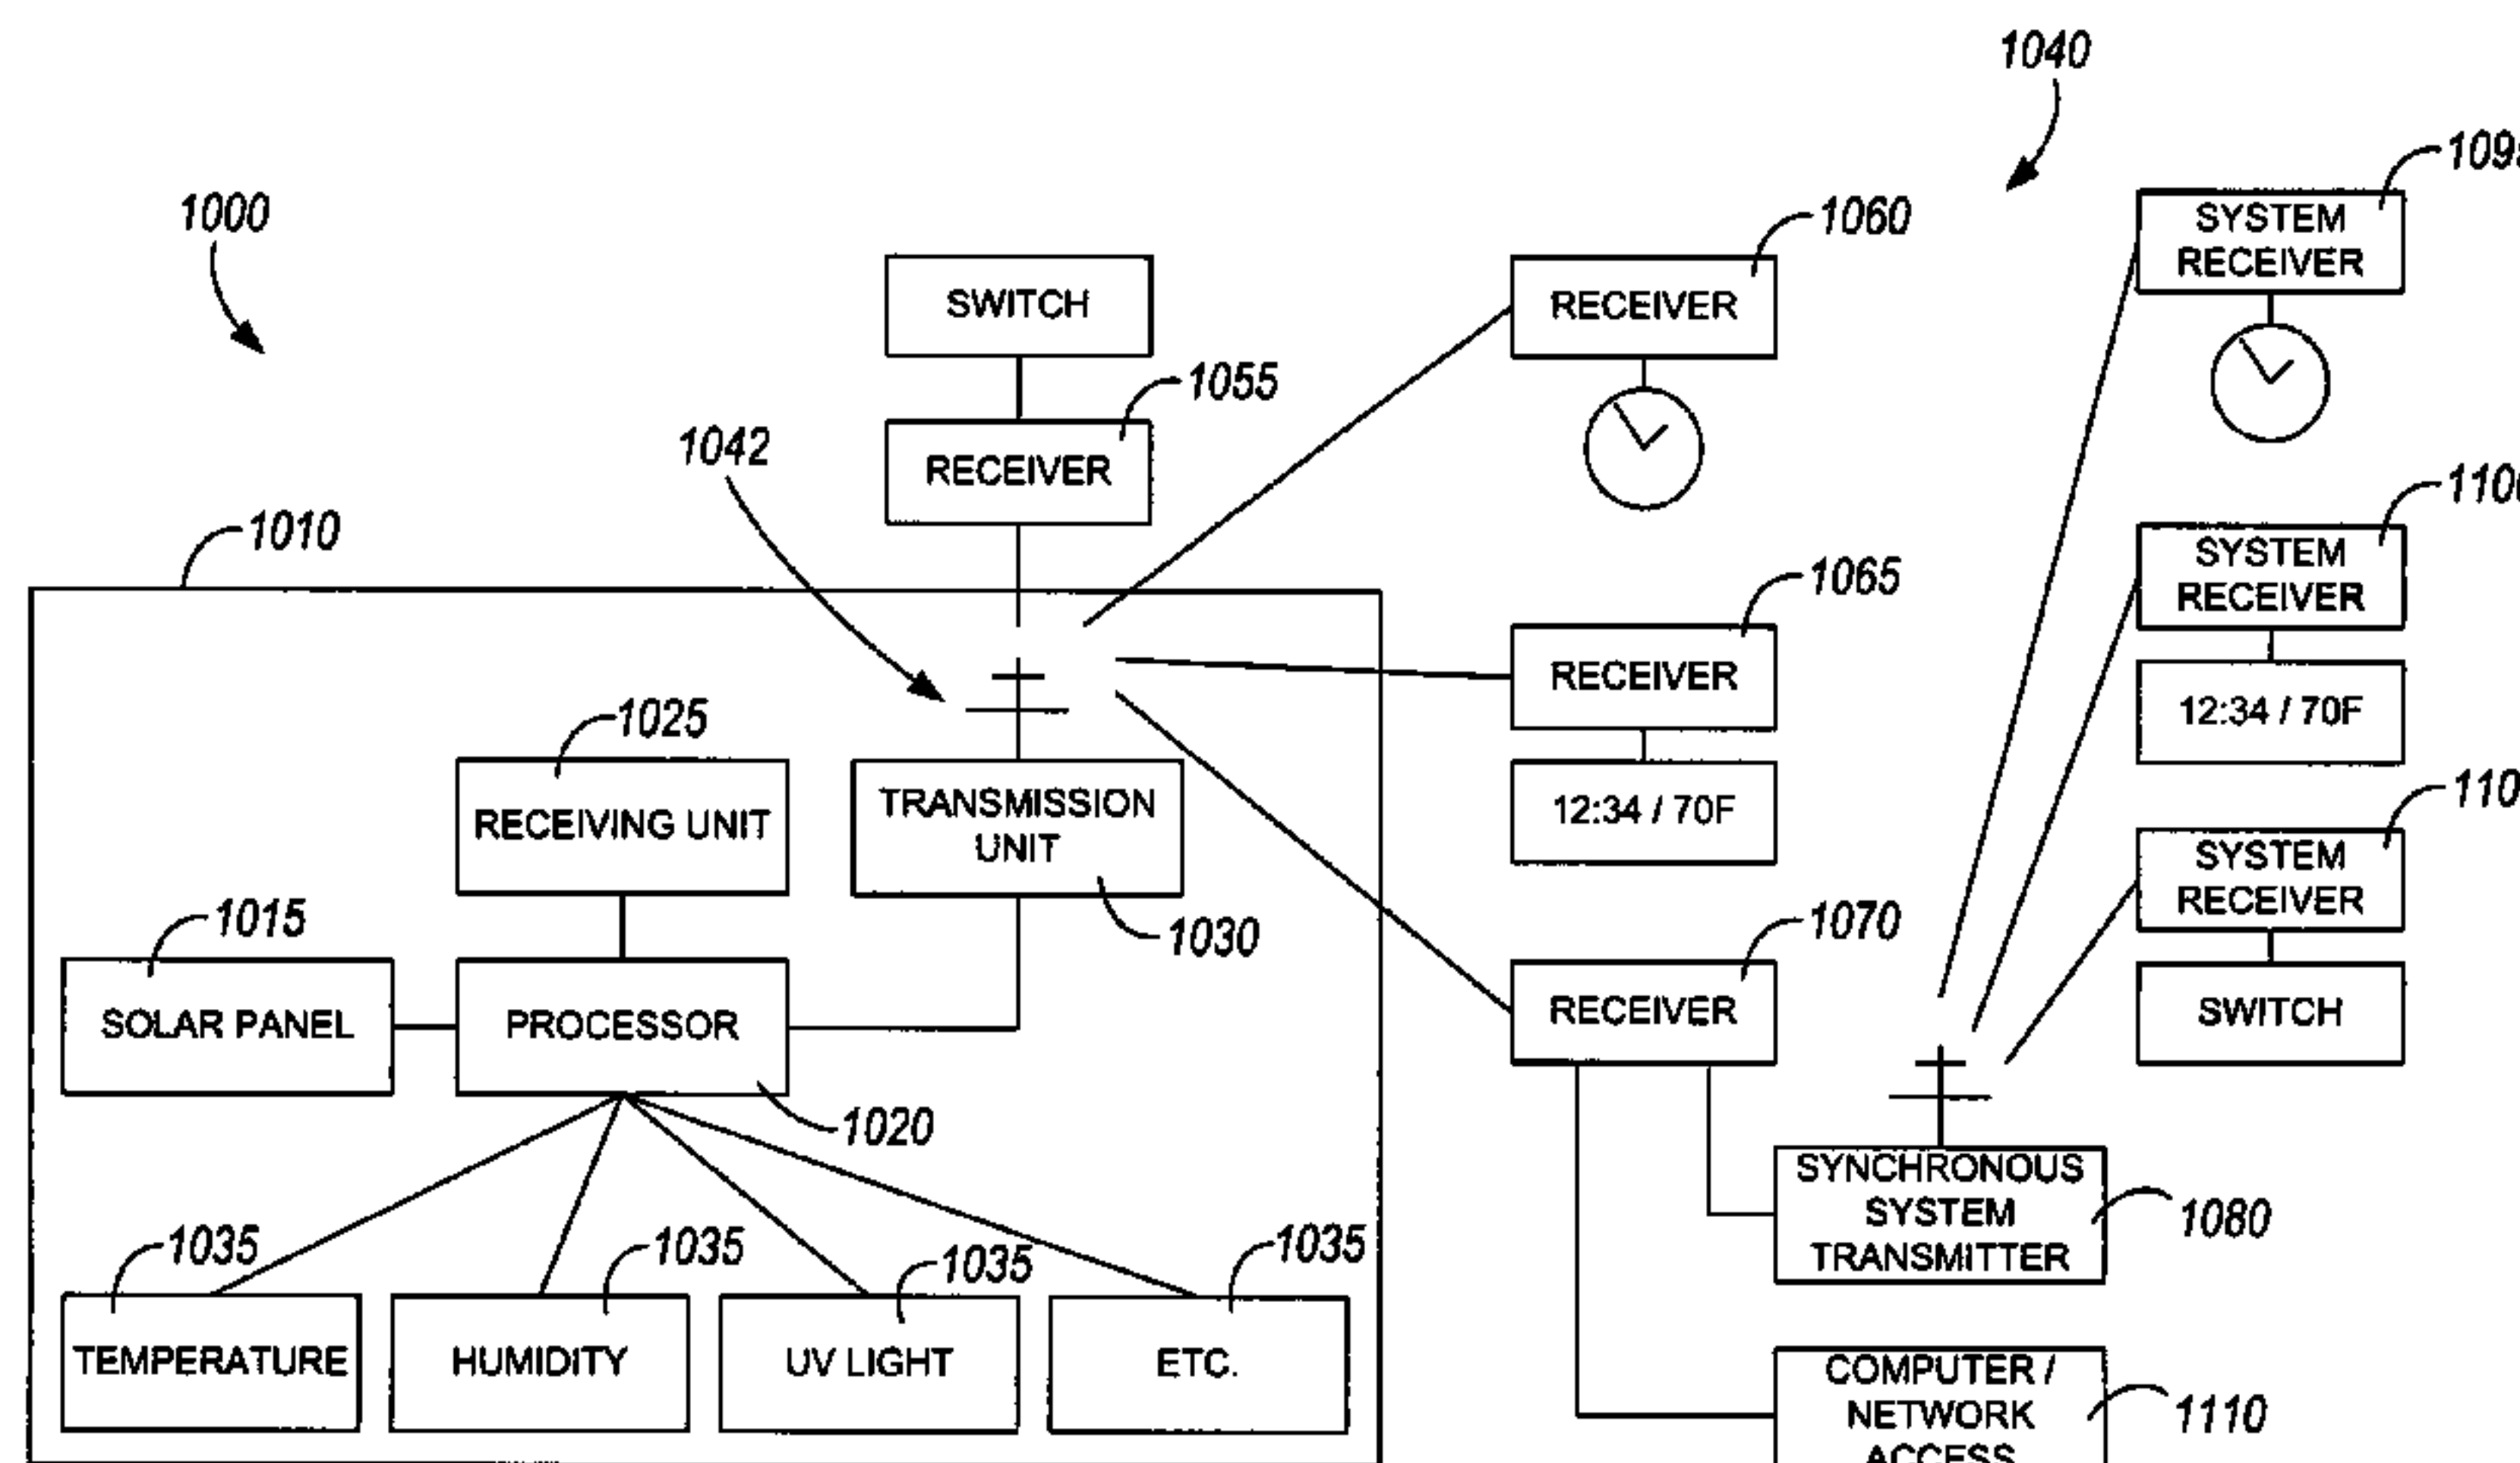 1040
1000
SWITCH
1060
RECEIVER
SYSTEM
RECEIVER
1055
RECEIVER
1042
1010
1065
RECEIVER
12:34 / 70F
SYSTEM
RECEIVER
12:34 / 70F
1025
RECEIVING UNIT
TRANSMISSION
UNIT
1030
SYSTEM
RECEIVER
SWITCH
1015
SOLAR PANEL
PROCESSOR
1020
1070
RECEIVER
SYNCHRONOUS
SYSTEM
TRANSMITTER
1080
1035
TEMPERATURE
1035
HUMIDITY
1035
UV LIGHT
1035
ETC.
COMPUTER /
NETWORK
ACCESS
1110